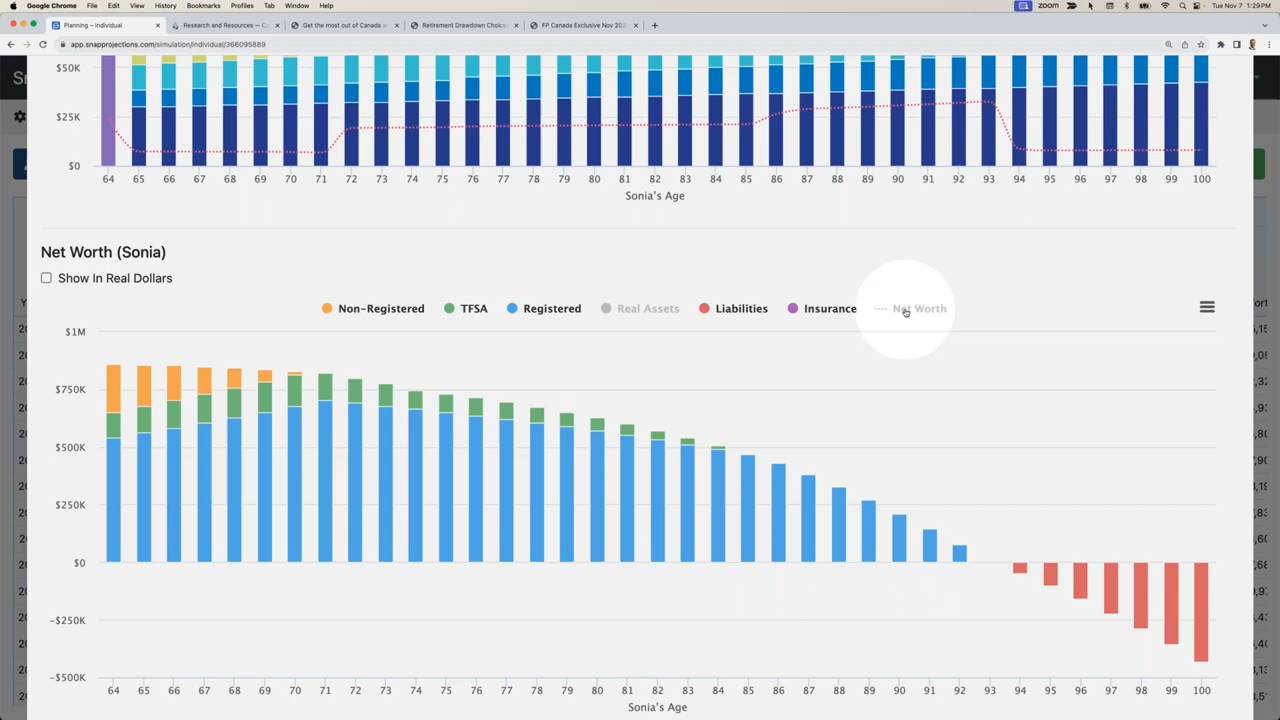 Google Chrome File Edit View History Bookmarks Profiles Tab Window Help zoom Tue Nov 7 1:29 PM
Planning – Individual Research and Resources — C Get the most out of Canada Retirement Drawdown Choice FP Canada Exclusive Nov 202
app.snapprojections.com/simulation/individual/366095889
$50K
$25K
$0
64 65 66 67 68 69 70 71 72 73 74 75 76 77 78 79 80 81 82 83 84 85 86 87 88 89 90 91 92 93 94 95 96 97 98 99 100
Sonia's Age
Net Worth (Sonia)
Show In Real Dollars
Non-Registered TFSA Registered Real Assets Liabilities Insurance Net Worth
$1M
$750K
$500K
$250K
$0
−$250K
−$500K
64 65 66 67 68 69 70 71 72 73 74 75 76 77 78 79 80 81 82 83 84 85 86 87 88 89 90 91 92 94 95 96 97 98 99 100
Sonia's Age